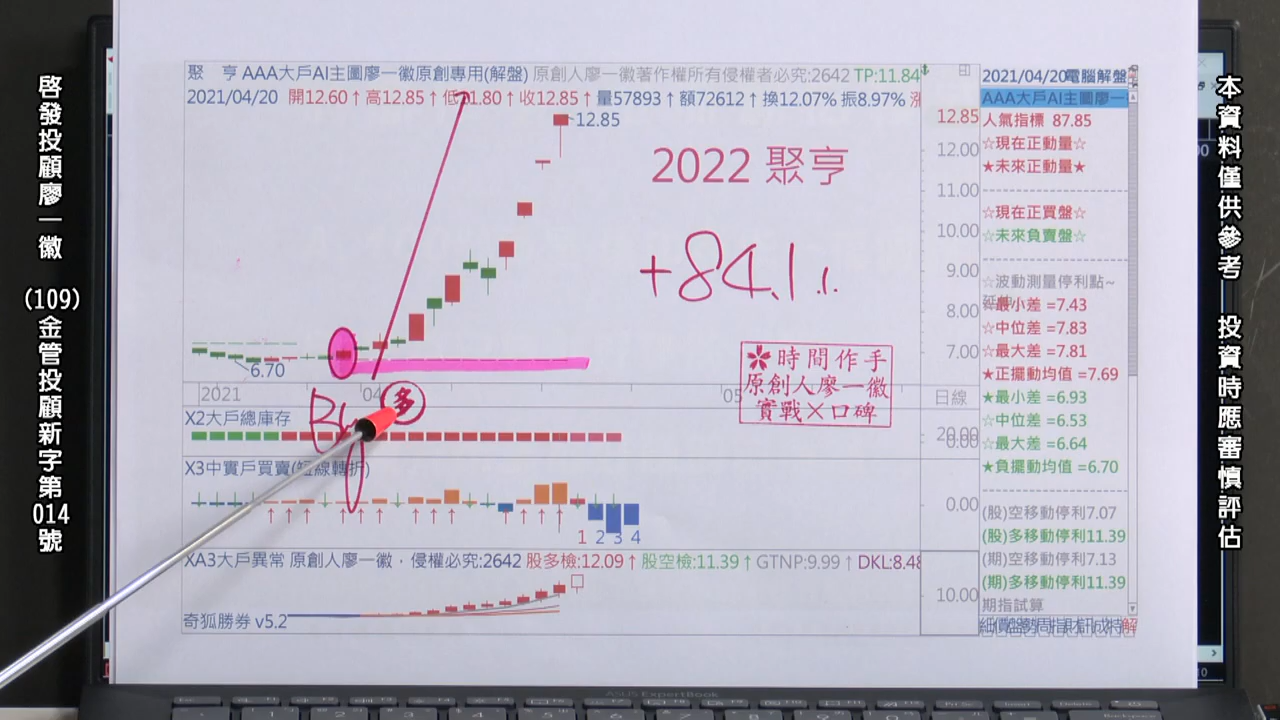 啓發投顧廖一徽
(109)金管投顧新字第014號
聚 亨 AAA大戶AI主圖廖一徽原創專用(解盤) 原創人廖一徽著作權所有侵權者必究:2642 TP:11.84
2021/04/20 開12.60↑ 高12.85↑ 低11.80↑ 收12.85↑ 量57893↑ 額72612↑ 換12.07% 振8.97% 漲
12.85
2022 聚亨
+84.1
6.70
12.85
12.00
11.00
10.00
9.00
8.00
7.00
✽時間作手
原創人廖一徽
實戰×口碑
2021
04
05
日線
多
X2大戶總庫存
20.00
0.00
X3中實戶買賣(短線轉折)
0.00
1 2 3 4
XA3大戶異常 原創人廖一徽,侵權必究:2642 股多檢:12.09↑ 股空檢:11.39↑ GTNP:9.99↑ DKL:8.48
10.00
奇狐勝券 v5.2
2021/04/20電腦解盤
AAA大戶AI主圖廖一
人氣指標 87.85
☆現在正動量☆
★未來正動量★
☆現在正買盤☆
☆未來負賣盤☆
☆波動測量停利點~
☆最小差 =7.43
☆中位差 =7.83
☆最大差 =7.81
★正擺動均值 =7.69
★最小差 =6.93
☆中位差 =6.53
☆最大差 =6.64
★負擺動均值 =6.70
(股)空移動停利7.07
(股)多移動停利11.39
(期)空移動停利7.13
(期)多移動停利11.39
期指試算
本資料僅供參考 投資時應審慎評估
ASUS ExpertBook